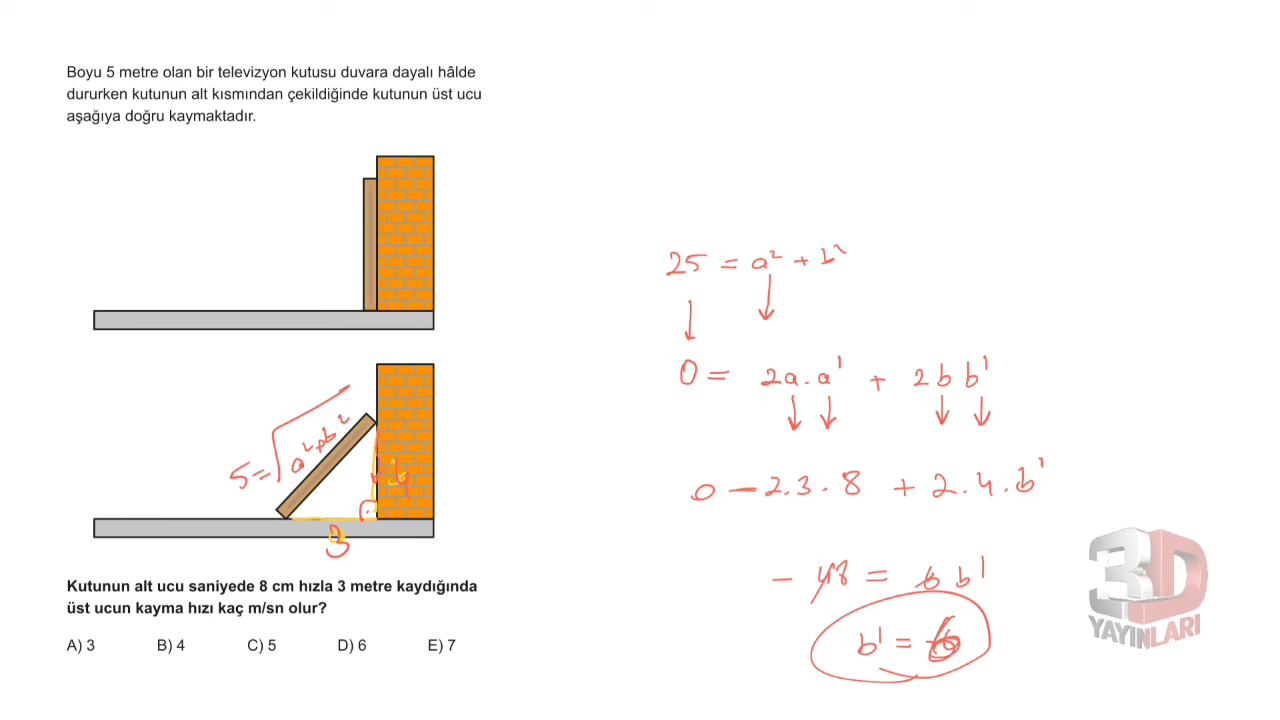 Boyu 5 metre olan bir televizyon kutusu duvara dayalı hâlde
dururken kutunun alt kısmından çekildiğinde kutunun üst ucu
aşağıya doğru kaymaktadır.
25 = a² + b²
0 = 2a. a' + 2b b'
5 = √a²+b²
4
0 - 2.3.8 + 2.4.b'
3
- 48 = 6 b'
b' = 6
Kutunun alt ucu saniyede 8 cm hızla 3 metre kaydığında
üst ucun kayma hızı kaç m/sn olur?
A) 3 B) 4 C) 5 D) 6 E) 7
3D
YAYINLARI